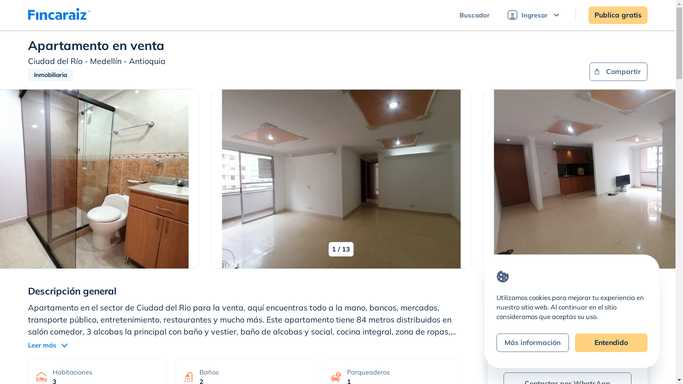 Fincaraiz
Buscador
Ingresar
Publica gratis
Apartamento en venta
Ciudad del Río - Medellín - Antioquia
Inmobiliaria
Compartir
1 / 13
Descripción general
Apartamento en el sector de Ciudad del Rio para la venta, aquí encuentras todo a la mano, bancos, mercados,
transporte público, entretenimiento, restaurantes y mucho más. Este apartamento tiene 84 metros distribuidos en
salón comedor, 3 alcobas la principal con baño y vestier, baño de alcobas y social, cocina integral, zona de ropas,...
Leer más
Habitaciones
3
Baños
2
Parqueaderos
1
Utilizamos cookies para mejorar tu experiencia en
nuestro sitio web. Al continuar en el sitio
consideramos que aceptas su uso.
Más información
Entendido
Contactar por WhatsApp